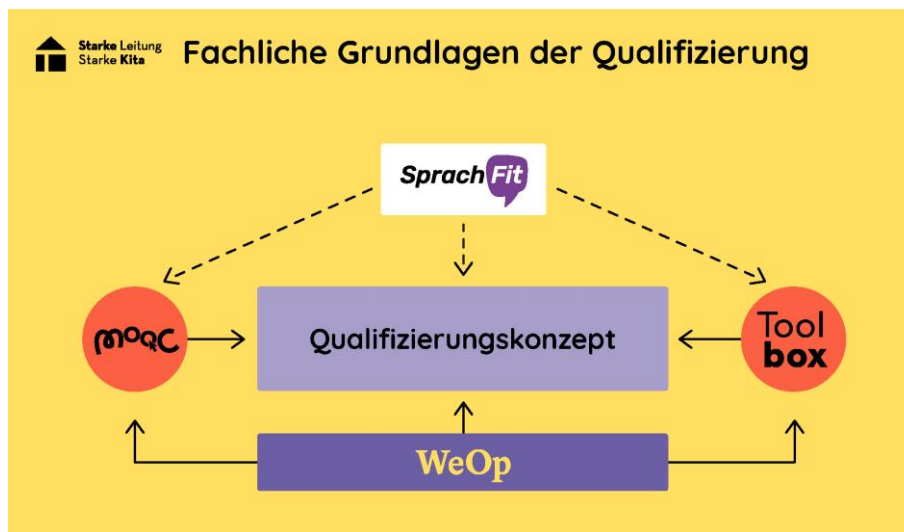 Starke Leitung
Starke Kita
Fachliche Grundlagen der Qualifizierung
SprachFit
MOOC
Qualifizierungskonzept
Tool
box
WeOp